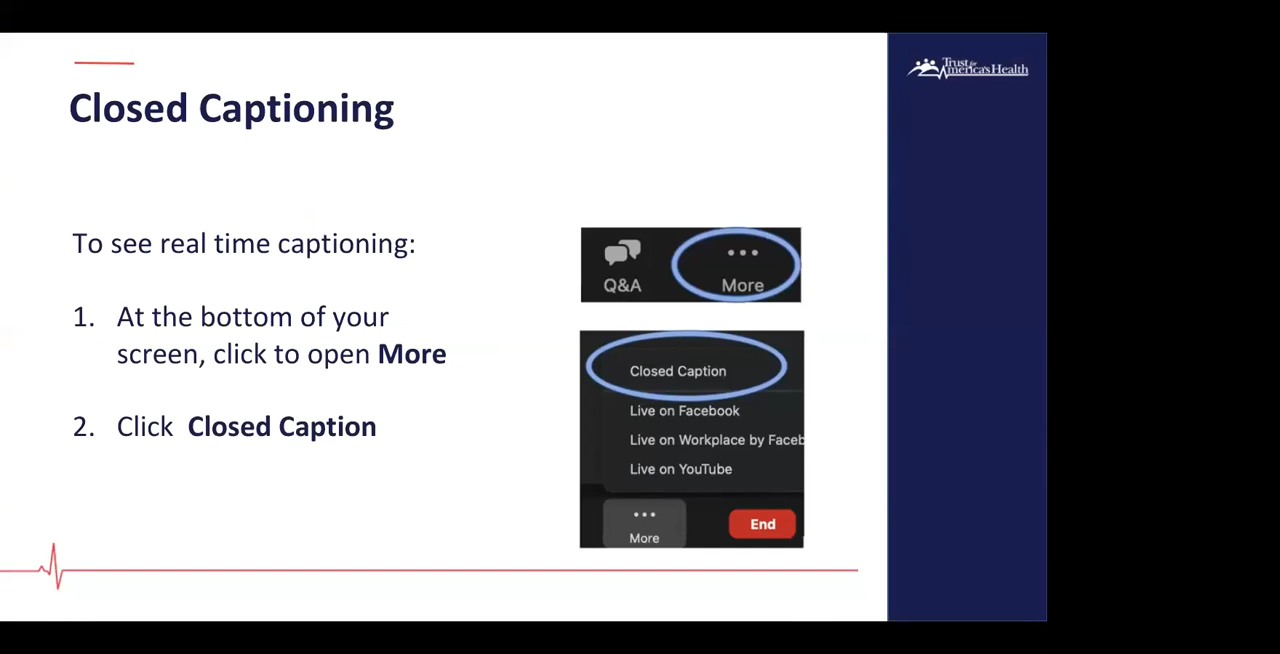 Trust for
America's Health
Closed Captioning
To see real time captioning:
1. At the bottom of your
screen, click to open More
2. Click Closed Caption
Q&A
More
Closed Caption
Live on Facebook
Live on Workplace by Faceb
Live on YouTube
More
End